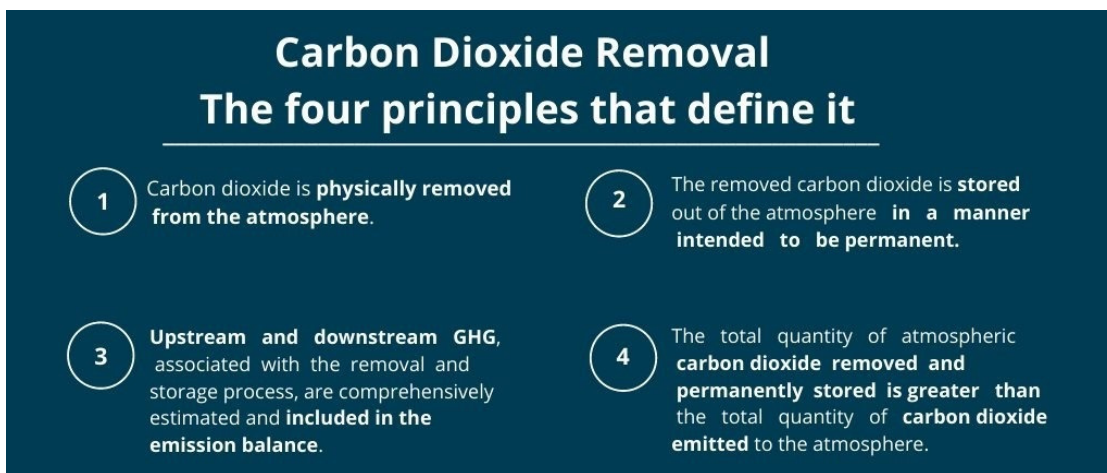 Carbon Dioxide Removal
The four principles that define it
1
Carbon dioxide is physically removed
from the atmosphere.
2
The removed carbon dioxide is stored
out of the atmosphere in a manner
intended to be permanent.
3
Upstream and downstream GHG,
associated with the removal and
storage process, are comprehensively
estimated and included in the
emission balance.
4
The total quantity of atmospheric
carbon dioxide removed and
permanently stored is greater than
the total quantity of carbon dioxide
emitted to the atmosphere.